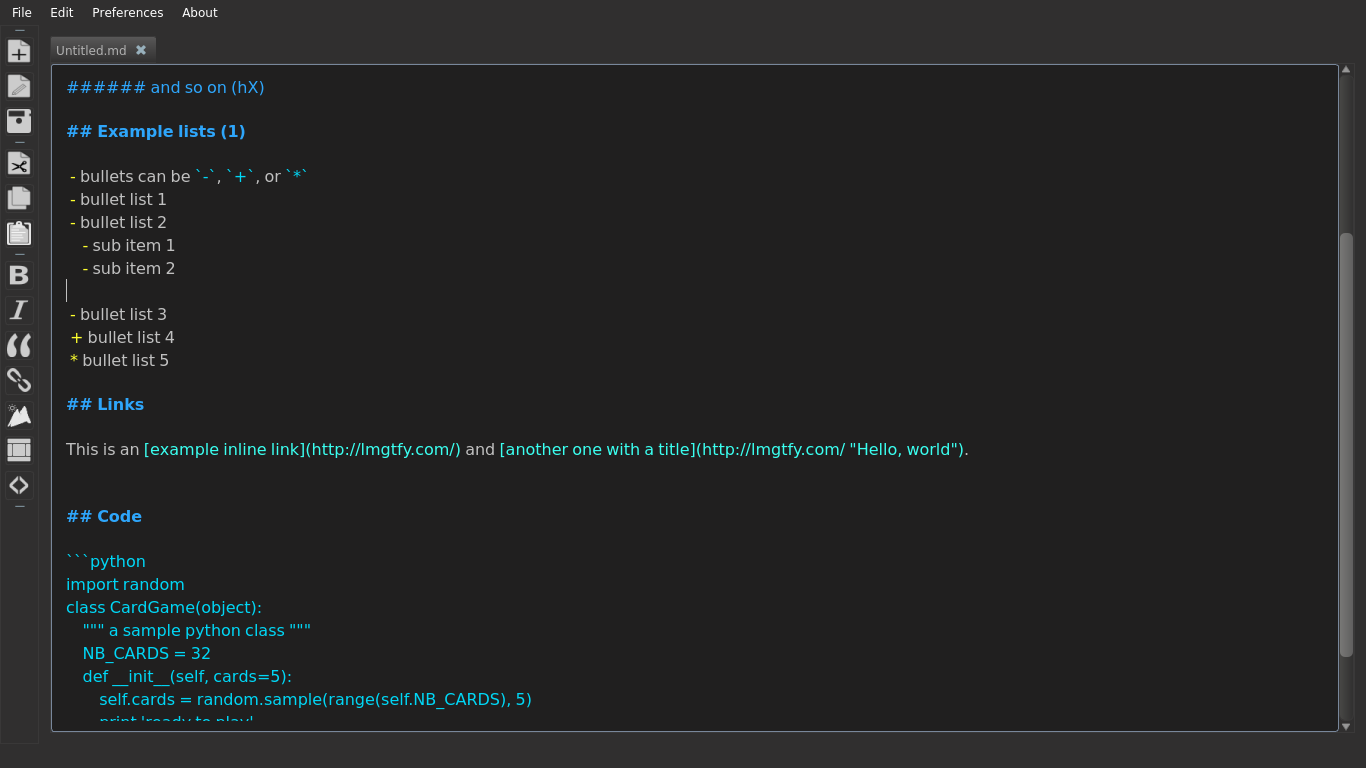 File Edit Preferences About
Untitled.md
###### and so on (hX)
## Example lists (1)
- bullets can be `-`, `+`, or `*`
- bullet list 1
- bullet list 2
- sub item 1
- sub item 2
- bullet list 3
+ bullet list 4
* bullet list 5
## Links
This is an [example inline link](http://lmgtfy.com/) and [another one with a title](http://lmgtfy.com/ "Hello, world").
## Code
```python
import random
class CardGame(object):
""" a sample python class """
NB_CARDS = 32
def __init__(self, cards=5):
self.cards = random.sample(range(self.NB_CARDS), 5)
print 'ready to play'